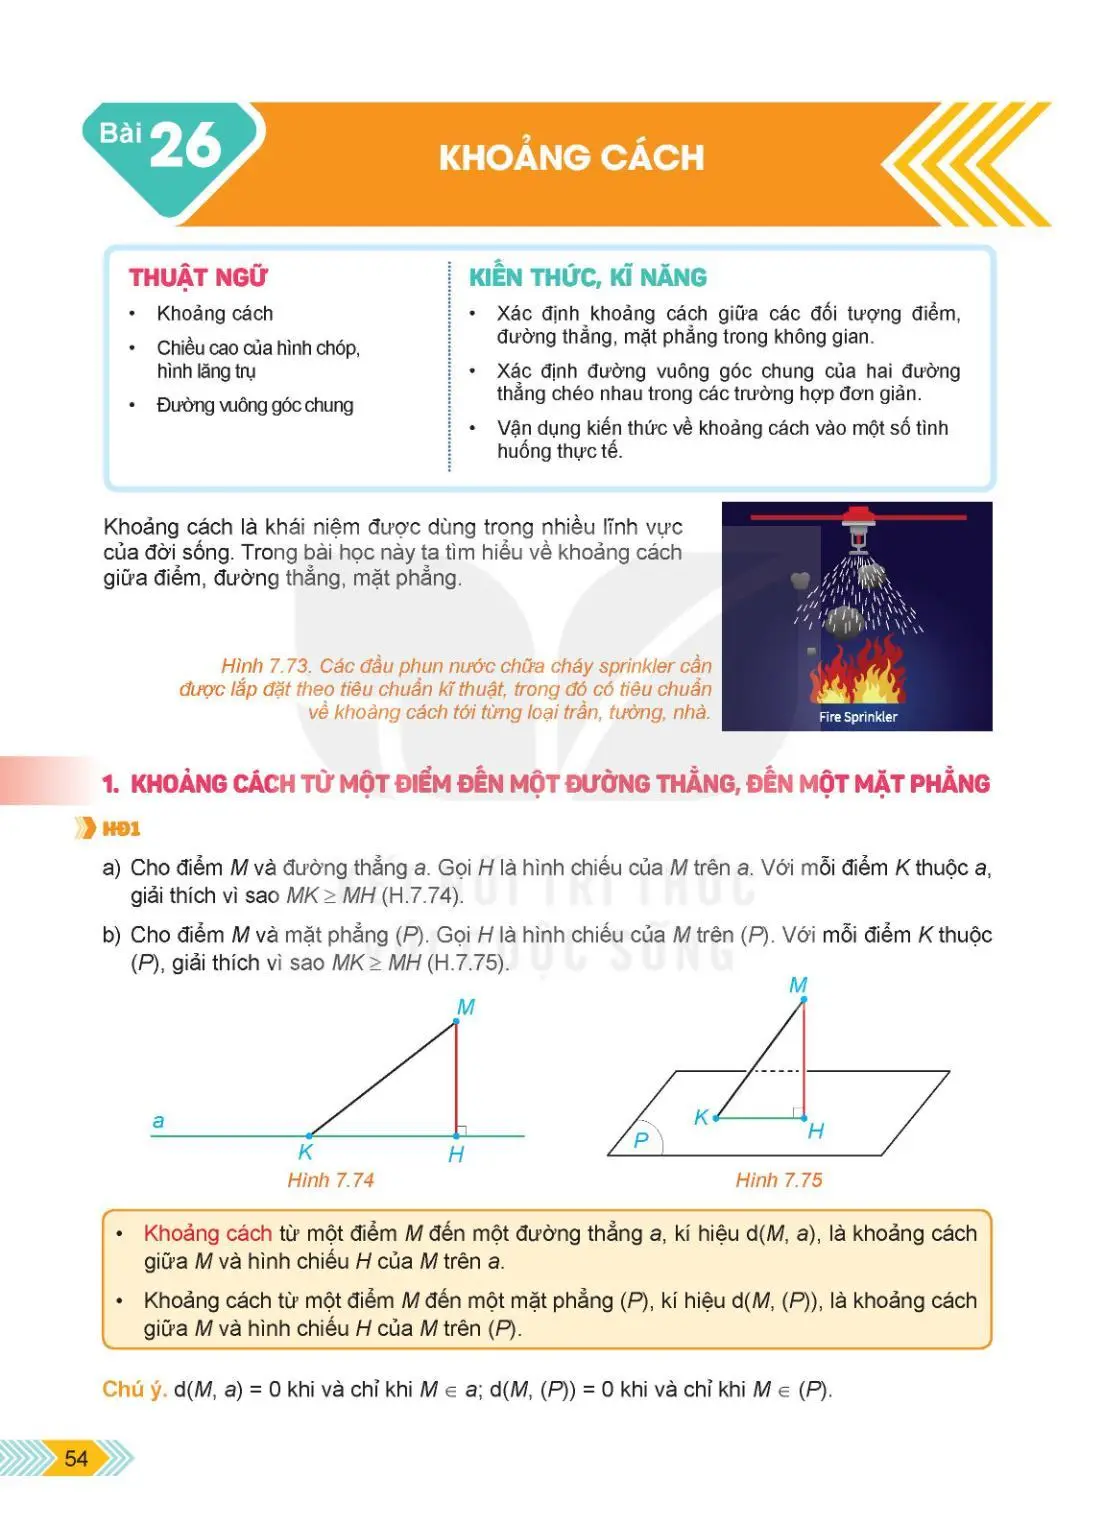 Bài 26
KHOẢNG CÁCH
THUẬT NGỮ
• Khoảng cách
• Chiều cao của hình chóp,
hình lăng trụ
• Đường vuông góc chung
KIẾN THỨC, KĨ NĂNG
• Xác định khoảng cách giữa các đối tượng điểm,
đường thẳng, mặt phẳng trong không gian.
• Xác định đường vuông góc chung của hai đường
thẳng chéo nhau trong các trường hợp đơn giản.
• Vận dụng kiến thức về khoảng cách vào một số tình
huống thực tế.
Khoảng cách là khái niệm được dùng trong nhiều lĩnh vực
của đời sống. Trong bài học này ta tìm hiểu về khoảng cách
giữa điểm, đường thẳng, mặt phẳng.
Hình 7.73. Các đầu phun nước chữa cháy sprinkler cần
được lắp đặt theo tiêu chuẩn kĩ thuật, trong đó có tiêu chuẩn
về khoảng cách tới từng loại trần, tường, nhà.
Fire Sprinkler
1. KHOẢNG CÁCH TỪ MỘT ĐIỂM ĐẾN MỘT ĐƯỜNG THẲNG, ĐẾN MỘT MẶT PHẲNG
HĐ1
a) Cho điểm M và đường thẳng a. Gọi H là hình chiếu của M trên a. Với mỗi điểm K thuộc a,
giải thích vì sao MK ≥ MH (H.7.74).
b) Cho điểm M và mặt phẳng (P). Gọi H là hình chiếu của M trên (P). Với mỗi điểm K thuộc
(P), giải thích vì sao MK ≥ MH (H.7.75).
KẾT NỐI TRI THỨC
VỚI CUỘC SỐNG
M
a
K
H
Hình 7.74
M
K
H
P
Hình 7.75
• Khoảng cách từ một điểm M đến một đường thẳng a, kí hiệu d(M, a), là khoảng cách
giữa M và hình chiếu H của M trên a.
• Khoảng cách từ một điểm M đến một mặt phẳng (P), kí hiệu d(M, (P)), là khoảng cách
giữa M và hình chiếu H của M trên (P).
Chú ý. d(M, a) = 0 khi và chỉ khi M ∈ a; d(M, (P)) = 0 khi và chỉ khi M ∈ (P).
54